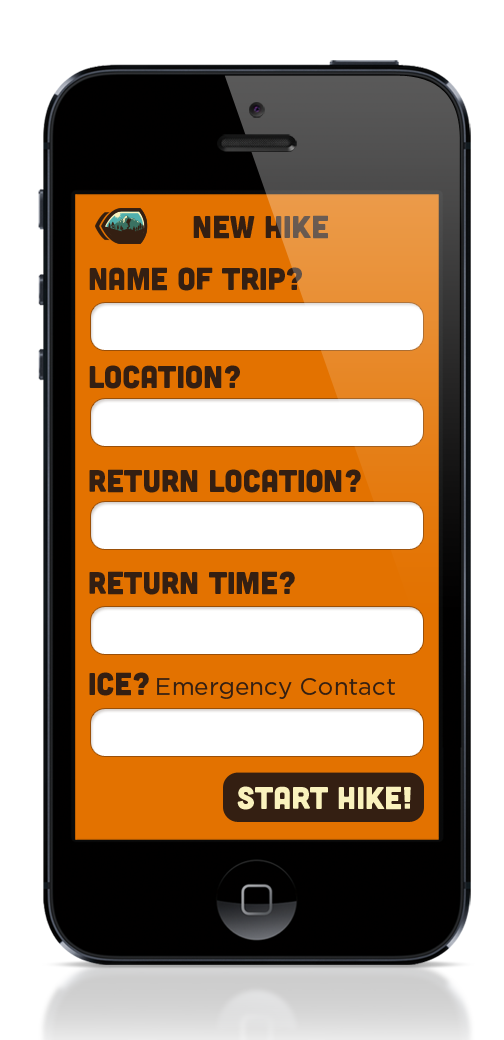 NEW HIKE
NAME OF TRIP?
LOCATION?
RETURN LOCATION?
RETURN TIME?
ICE? Emergency Contact
START HIKE!